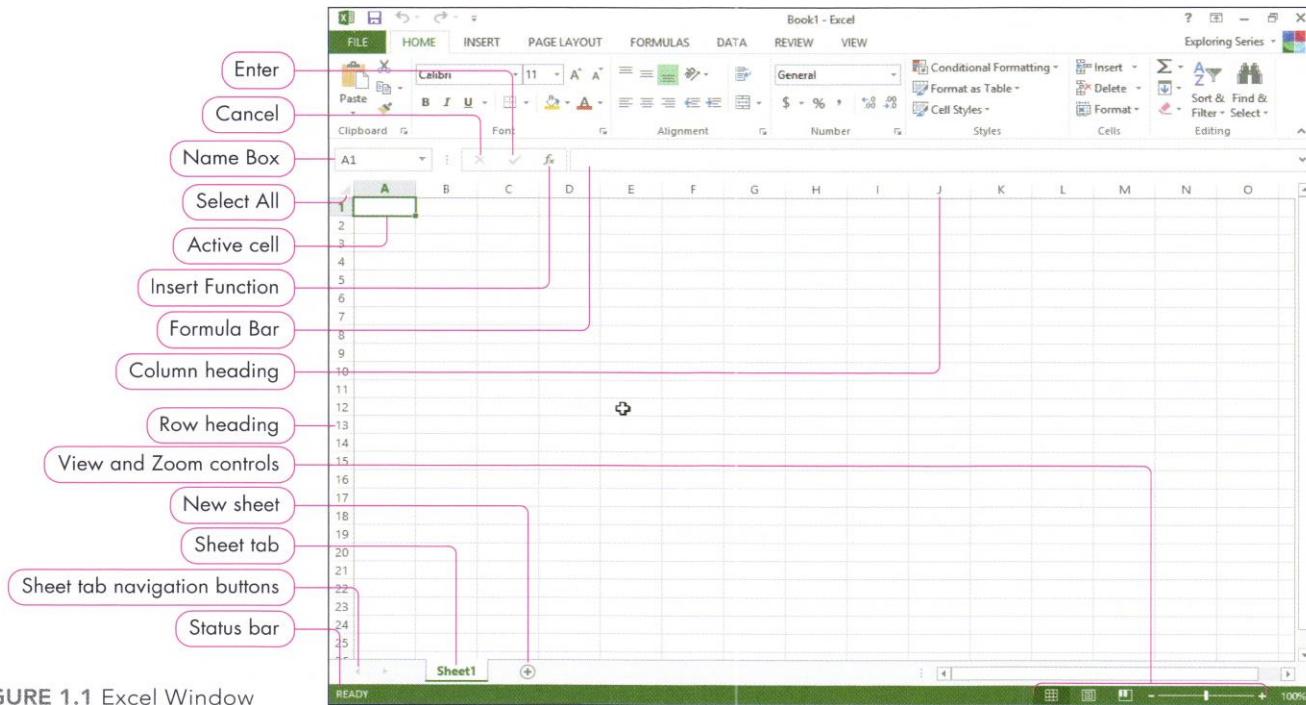 Book1 - Excel
FILE HOME INSERT PAGE LAYOUT FORMULAS DATA REVIEW VIEW Exploring Series
Calibri 11 General Conditional Formatting Insert
Format as Table Delete
Paste B I U A $ % , Cell Styles Format Sort & Find &
Filter Select
Clipboard Font Alignment Number Styles Cells Editing
Enter
Cancel
Name Box
A1 fx
Select All
A B C D E F G H I J K L M N O
1
2
Active cell
3
4
Insert Function
5
6
Formula Bar
7
8
9
Column heading
10
11
12
Row heading
13
14
View and Zoom controls
15
16
New sheet
17
18
Sheet tab
19
20
21
Sheet tab navigation buttons
22
23
Status bar
24
25
Sheet1
READY 100%
GURE 1.1 Excel Window